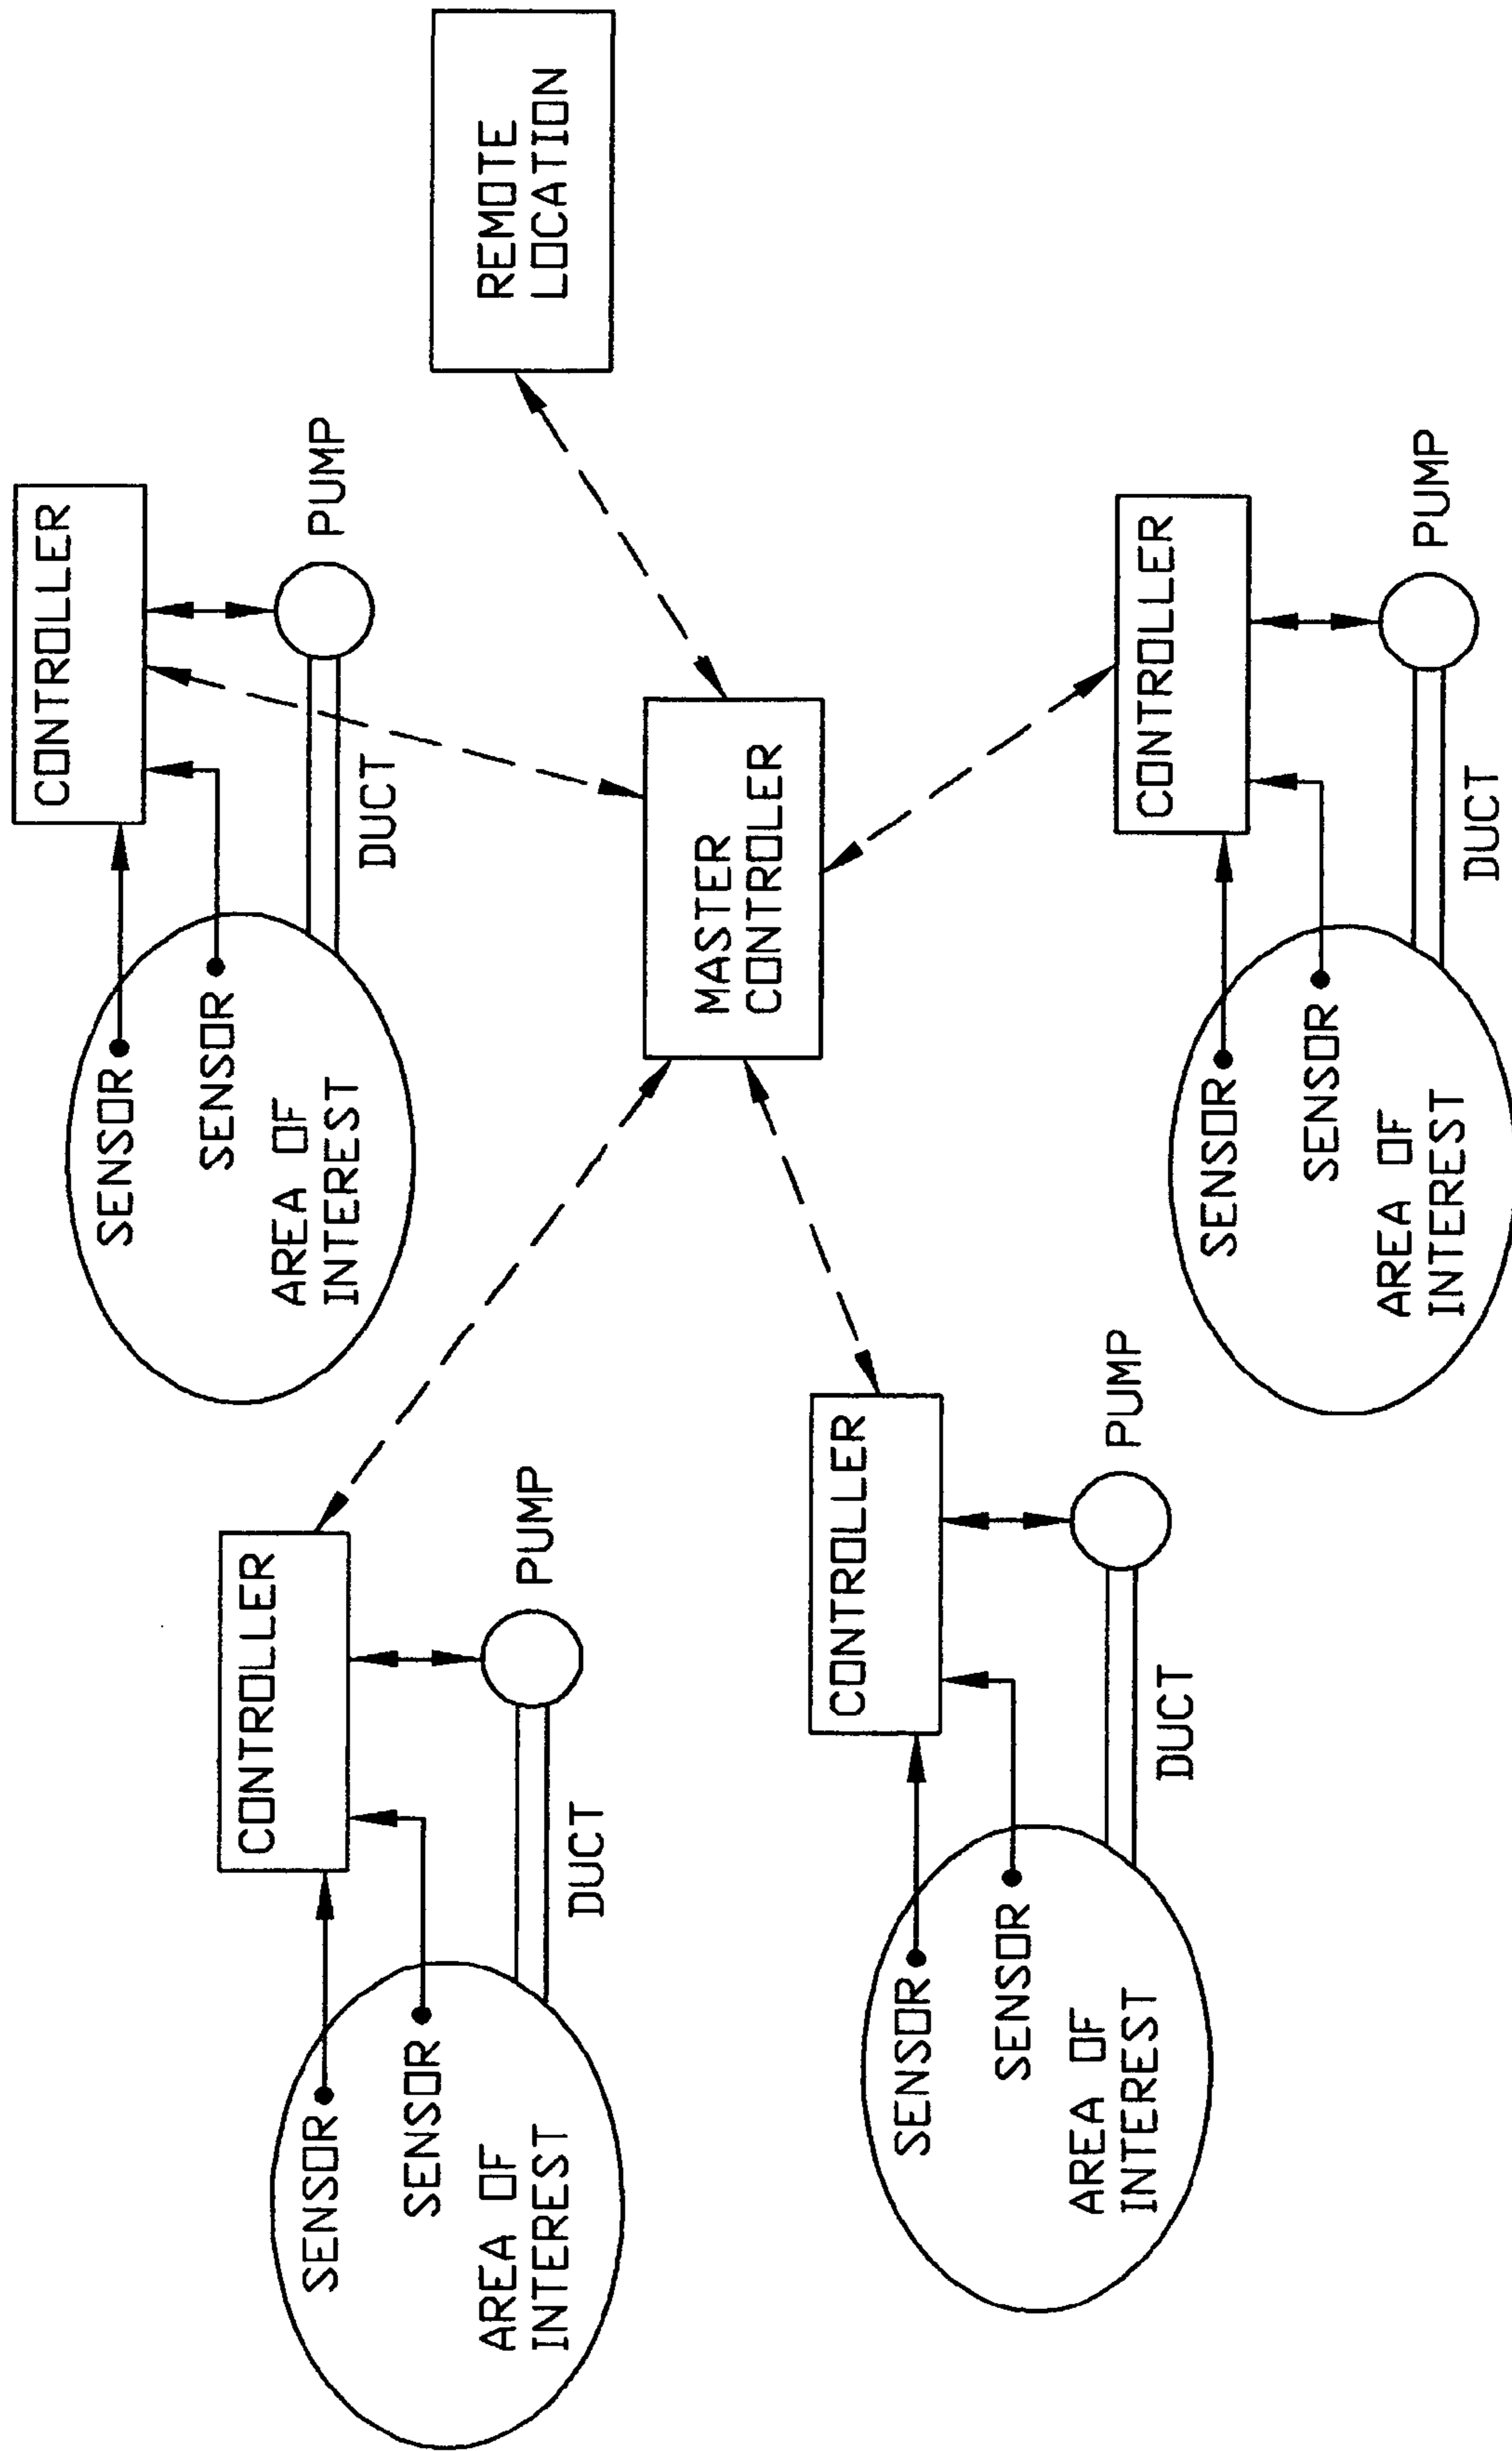 CONTROLLER
PUMP
DUCT
SENSOR
SENSOR
AREA OF
INTEREST
REMOTE
LOCATION
CONTROLLER
PUMP
DUCT
SENSOR
SENSOR
AREA OF
INTEREST
MASTER
CONTROLLER
CONTROLLER
PUMP
DUCT
SENSOR
SENSOR
AREA OF
INTEREST
CONTROLLER
PUMP
DUCT
SENSOR
SENSOR
AREA OF
INTEREST